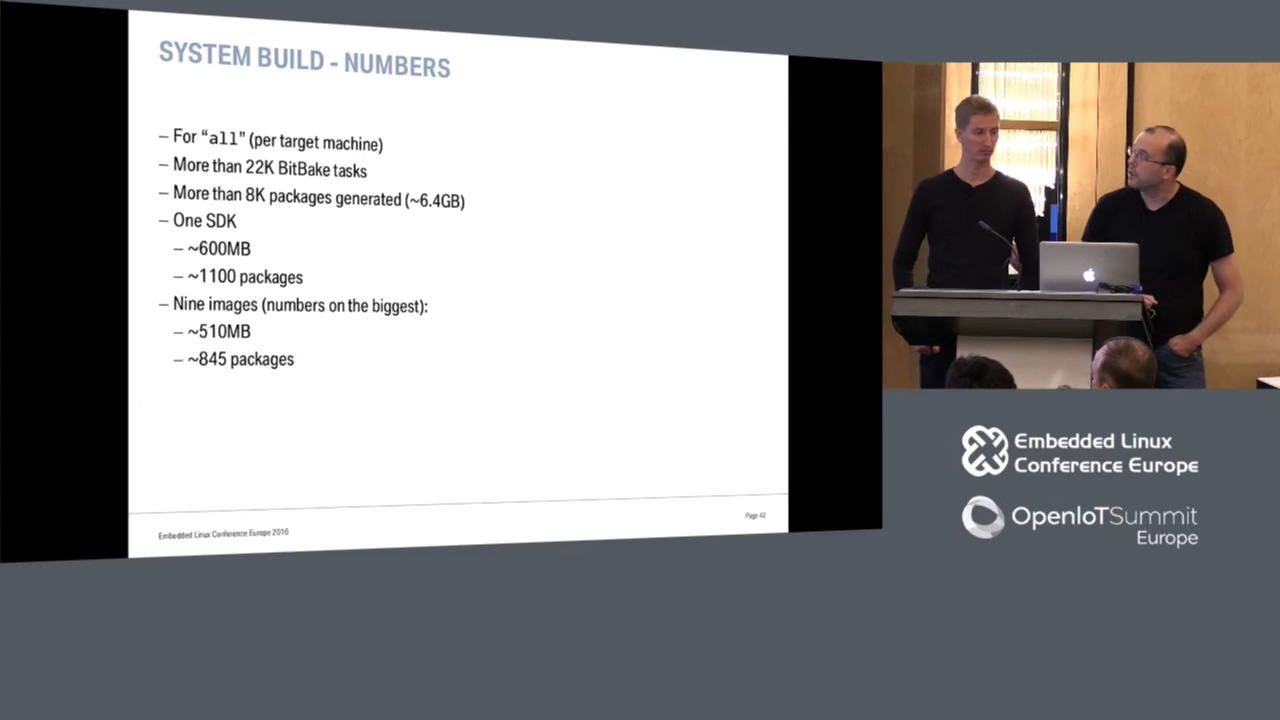 SYSTEM BUILD - NUMBERS
– For “all” (per target machine)
– More than 22K BitBake tasks
– More than 8K packages generated (~6.4GB)
– One SDK
– ~600MB
– ~1100 packages
– Nine images (numbers on the biggest):
– ~510MB
– ~845 packages
Embedded Linux Conference Europe 2016
Page 42
Embedded Linux
Conference Europe
OpenIoTSummit
Europe